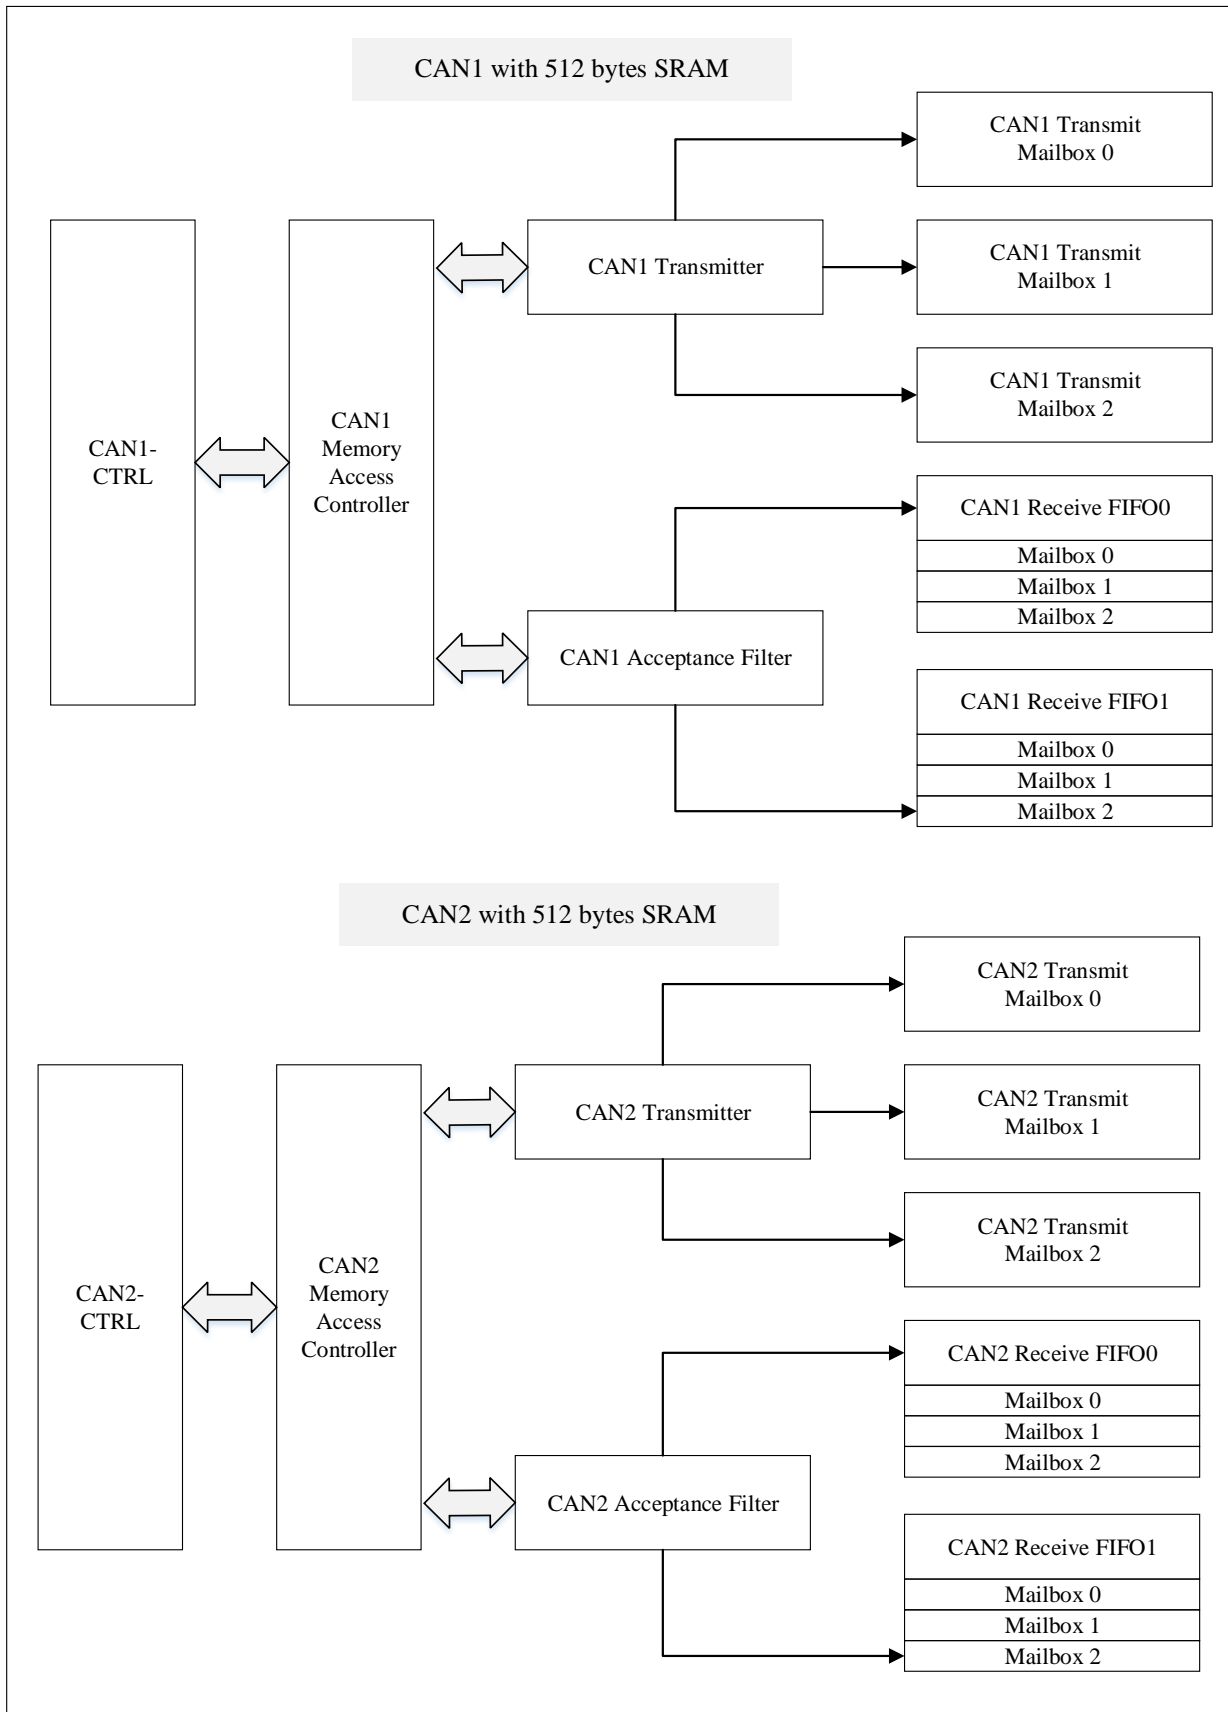 CAN1 with 512 bytes SRAM
CAN1 Transmit
Mailbox 0
CAN1-
CTRL
CAN1
Memory
Access
Controller
CAN1 Transmitter
CAN1 Transmit
Mailbox 1
CAN1 Transmit
Mailbox 2
CAN1 Acceptance Filter
CAN1 Receive FIFO0
Mailbox 0
Mailbox 1
Mailbox 2
CAN1 Receive FIFO1
Mailbox 0
Mailbox 1
Mailbox 2
CAN2 with 512 bytes SRAM
CAN2 Transmit
Mailbox 0
CAN2-
CTRL
CAN2
Memory
Access
Controller
CAN2 Transmitter
CAN2 Transmit
Mailbox 1
CAN2 Transmit
Mailbox 2
CAN2 Acceptance Filter
CAN2 Receive FIFO0
Mailbox 0
Mailbox 1
Mailbox 2
CAN2 Receive FIFO1
Mailbox 0
Mailbox 1
Mailbox 2